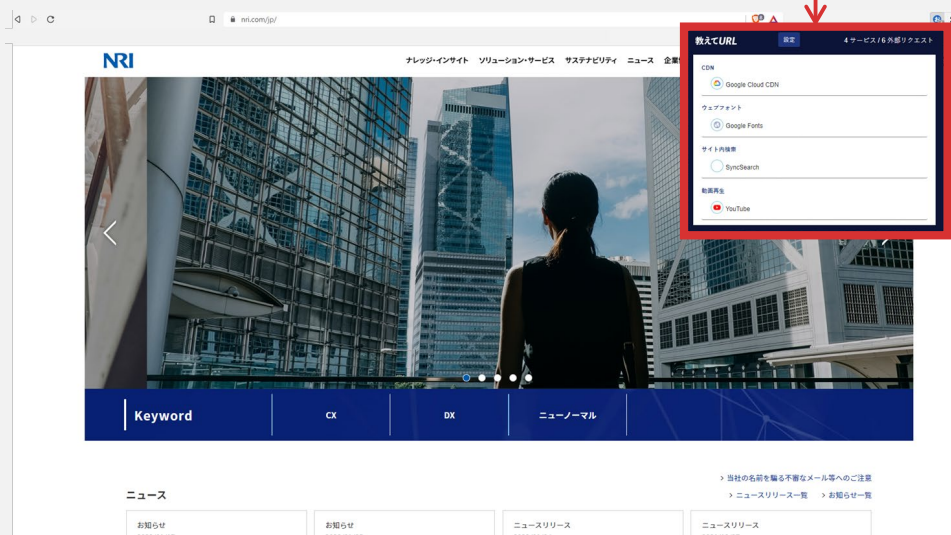 nri.com/jp/
教えてURL
設定
4 サービス / 6 外部リクエスト
NRI
ナレッジ・インサイト ソリューション・サービス サステナビリティ ニュース
CDN
Google Cloud CDN
ウェブフォント
Google Fonts
サイト内検索
SyncSearch
動画再生
YouTube
Keyword
CX
DX
ニューノーマル
> 当社の名前を騙る不審なメール等へのご注意
ニュース
> ニュースリリース一覧 > お知らせ一覧
お知らせ
お知らせ
ニュースリリース
ニュースリリース